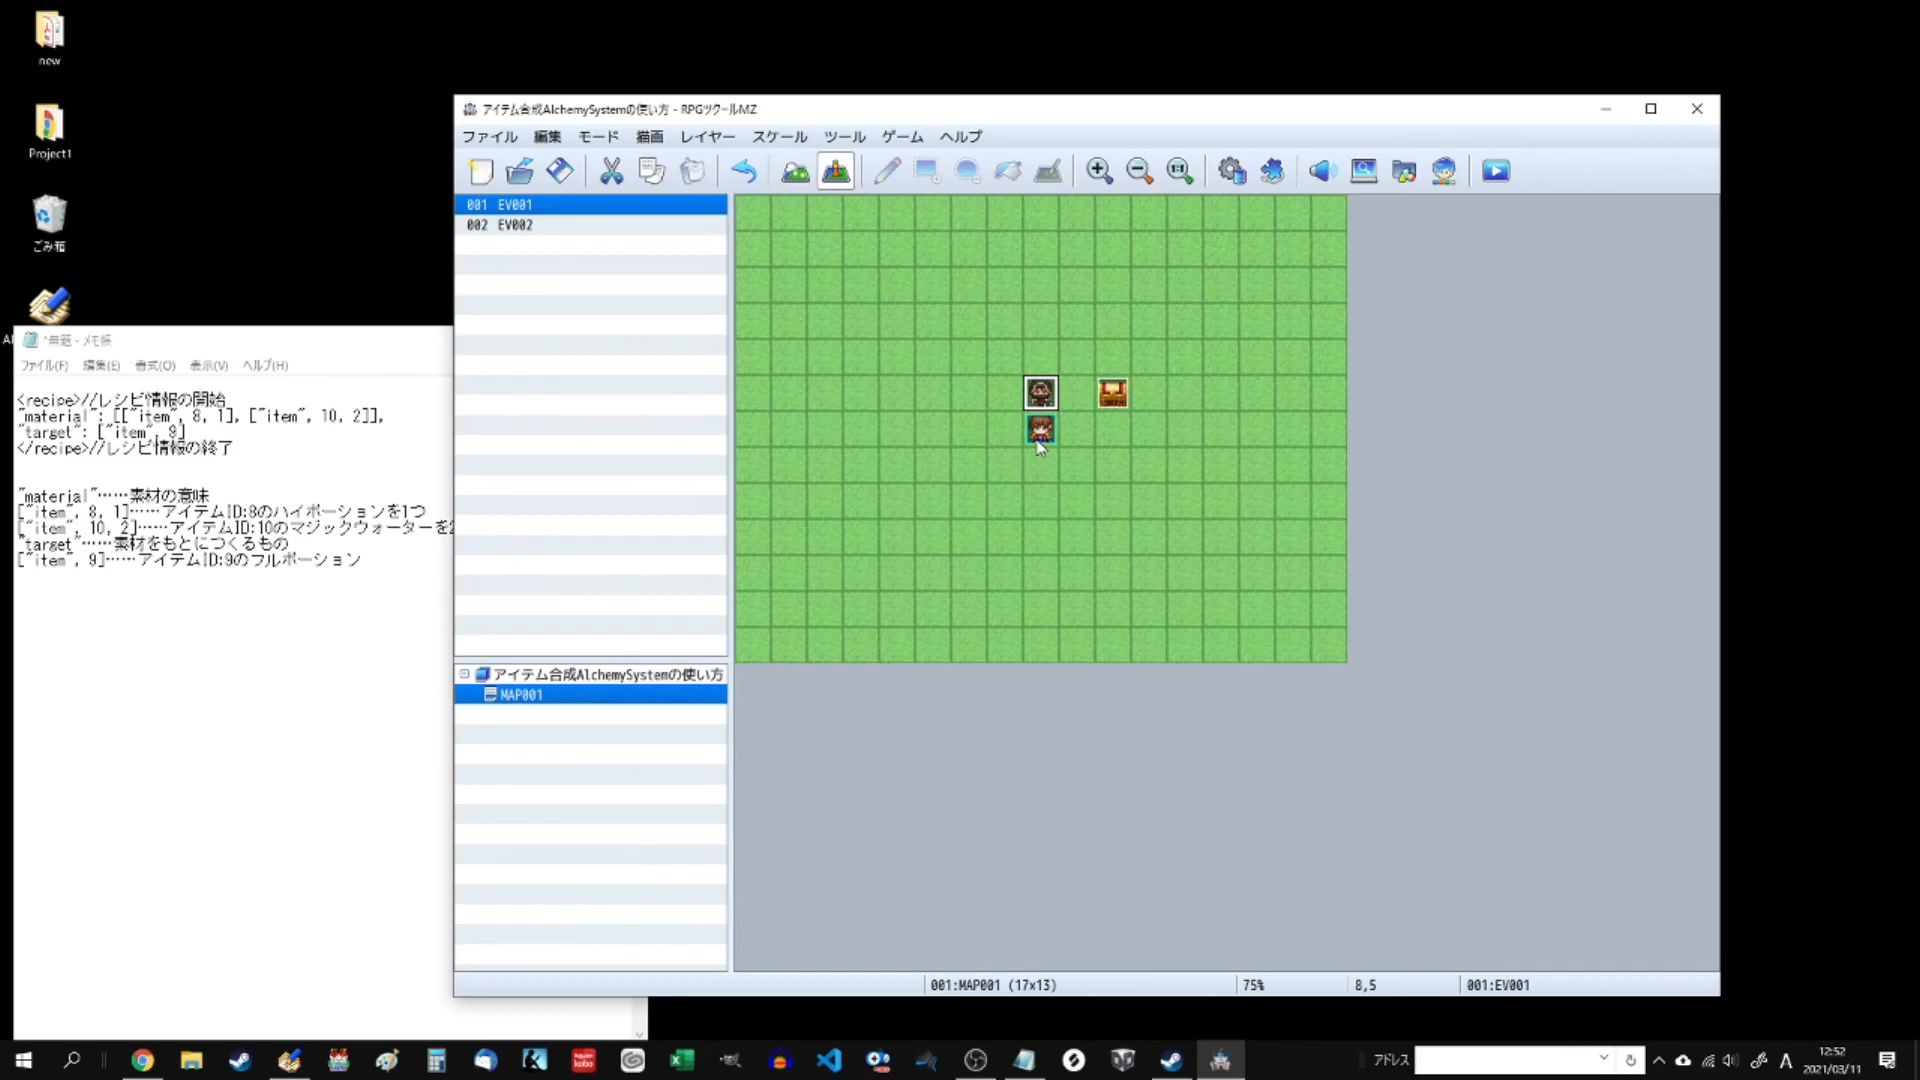 new
Project1
ごみ箱
アイテム合成AlchemySystemの使い方 - RPGツクールMZ
ファイル 編集 モード 描画 レイヤー スケール ツール ゲーム ヘルプ
001 EV001
002 EV002
*無題 - メモ帳
ファイル(F) 編集(E) 書式(O) 表示(V) ヘルプ(H)
<recipe>//レシピ情報の開始
"material": [["item", 8, 1], ["item", 10, 2]],
"target": ["item", 9]
</recipe>//レシピ情報の終了
"material"……素材の意味
["item", 8, 1]……アイテムID:8のハイポーションを1つ
["item", 10, 2]……アイテムID:10のマジックウォーターを2
"target"……素材をもとにつくるもの
["item", 9]……アイテムID:9のフルポーション
アイテム合成AlchemySystemの使い方
MAP001
001:MAP001 (17x13)
75%
8,5
001:EV001
アドレス
A
12:52
2021/03/11